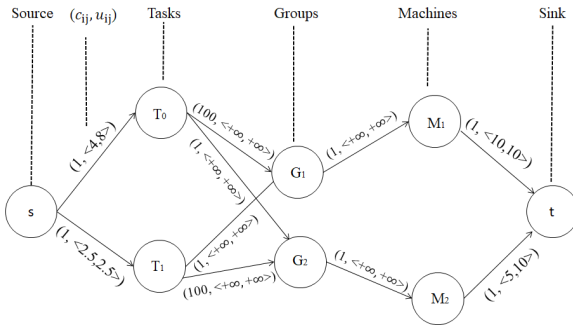 Source (c_ij, u_ij) Tasks Groups Machines Sink
(1, <4,8>)
(1, <2.5,2.5>)
(100, <+∞, +∞>)
(1, <+∞, +∞>)
(1, <+∞, +∞>)
(100, <+∞, +∞>)
(1, <+∞, +∞>)
(1, <+∞, +∞>)
(1, <10,10>)
(1, <5,10>)
s
T₀
T₁
G₁
G₂
M₁
M₂
t